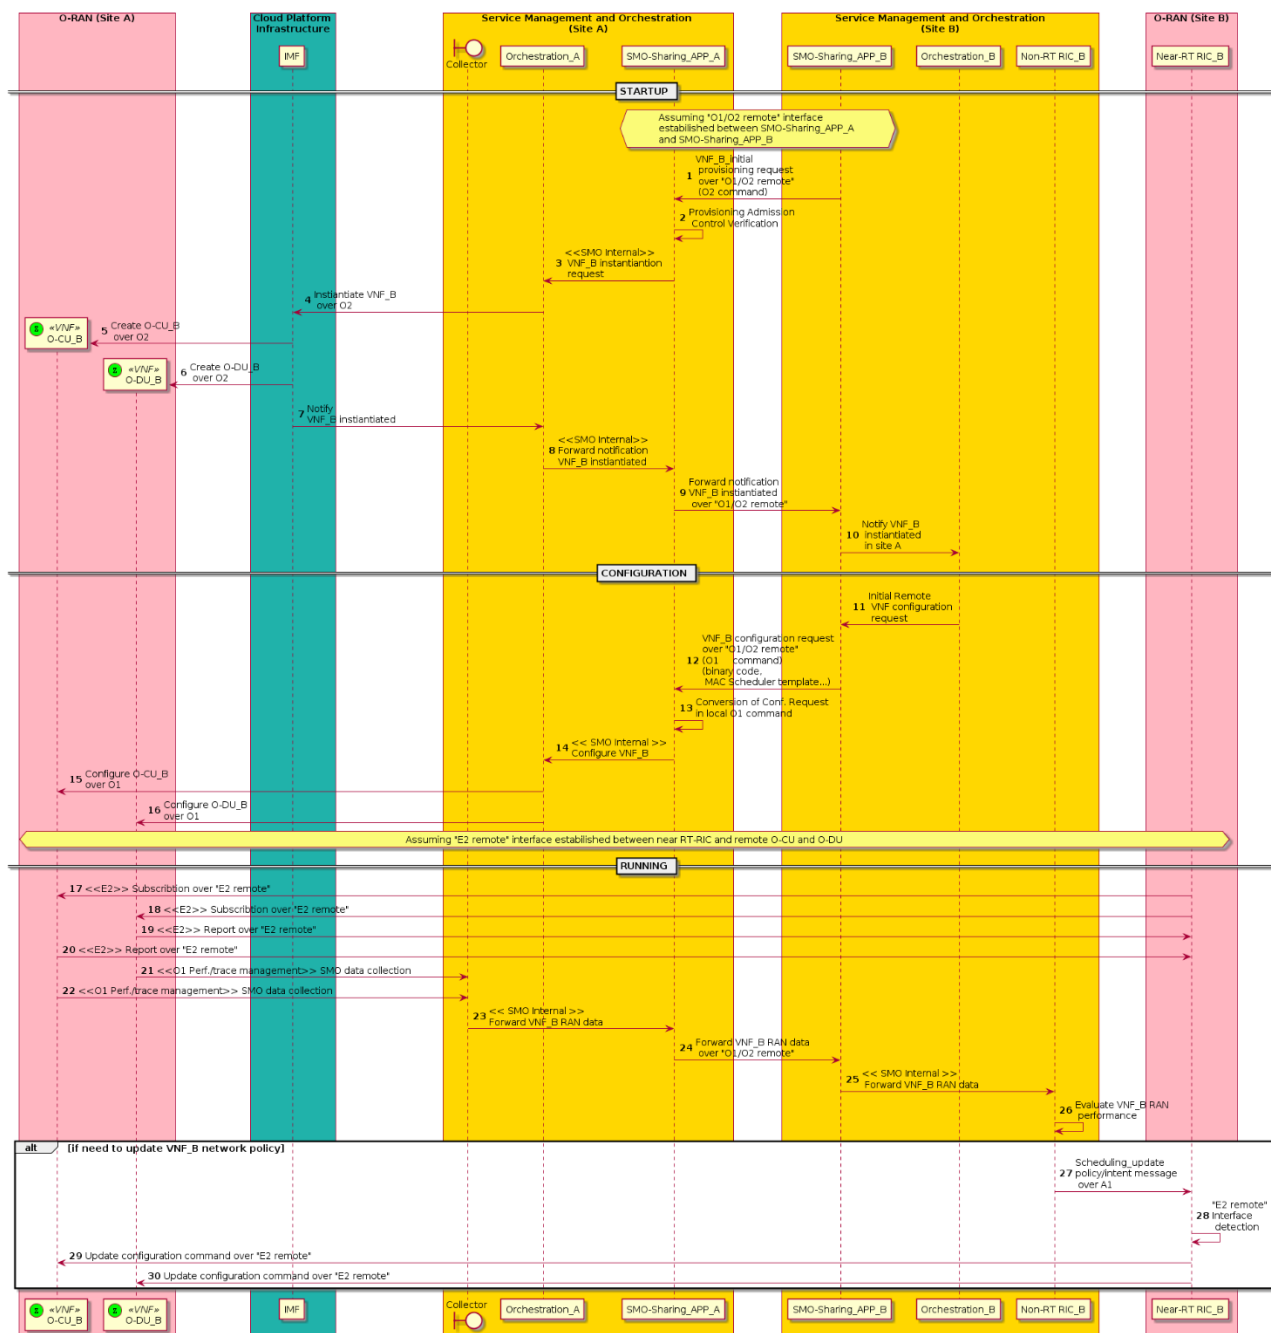 O-RAN (Site A)
Cloud Platform
Infrastructure
Service Management and Orchestration
(Site A)
Service Management and Orchestration
(Site B)
O-RAN (Site B)
IMF
Collector
Orchestration_A
SMO-Sharing_APP_A
SMO-Sharing_APP_B
Orchestration_B
Non-RT RIC_B
Near-RT RIC_B
STARTUP
Assuming "O1/O2 remote" interface
estabilished between SMO-Sharing_APP_A
and SMO-Sharing_APP_B
VNF_B_initial
provisioning request
1 over "O1/O2 remote"
(O2 command)
2 Provisioning Admission
Control Verification
<<SMO Internal>>
3 VNF_B instantiantion
request
4 Instiantiate VNF_B
over O2
«VNF»
O-CU_B
5 Create O-CU_B
over O2
«VNF»
O-DU_B
6 Create O-DU_B
over O2
7 Notify
VNF_B instiantiated
<<SMO Internal>>
8 Forward notification
VNF_B instiantiated
Forward notification
9 VNF_B instiantiated
over "O1/O2 remote"
Notify VNF_B
10 instiantiated
in site A
CONFIGURATION
Initial Remote
11 VNF configuration
request
VNF_B configuration request
over "O1/O2 remote"
12 (O1 command)
(binary code,
MAC Scheduler template...)
13 Conversion of Conf. Request
in local O1 command
14 << SMO Internal >>
Configure VNF_B
15 Configure O-CU_B
over O1
16 Configure O-DU_B
over O1
Assuming "E2 remote" interface estabilished between near RT-RIC and remote O-CU and O-DU
RUNNING
17 <<E2>> Subscribtion over "E2 remote"
18 <<E2>> Subscribtion over "E2 remote"
19 <<E2>> Report over "E2 remote"
20 <<E2>> Report over "E2 remote"
21 <<O1 Perf./trace management>> SMO data collection
22 <<O1 Perf./trace management>> SMO data collection
23 << SMO Internal >>
Forward VNF_B RAN data
24 Forward VNF_B RAN data
over "O1/O2 remote"
25 << SMO Internal >>
Forward VNF_B RAN data
26 Evaluate VNF_B RAN
performance
alt [if need to update VNF_B network policy]
Scheduling_update
27 policy/intent message
over A1
"E2 remote"
28 Interface
detection
29 Update configuration command over "E2 remote"
30 Update configuration command over "E2 remote"
«VNF»
O-CU_B
«VNF»
O-DU_B
IMF
Collector
Orchestration_A
SMO-Sharing_APP_A
SMO-Sharing_APP_B
Orchestration_B
Non-RT RIC_B
Near-RT RIC_B